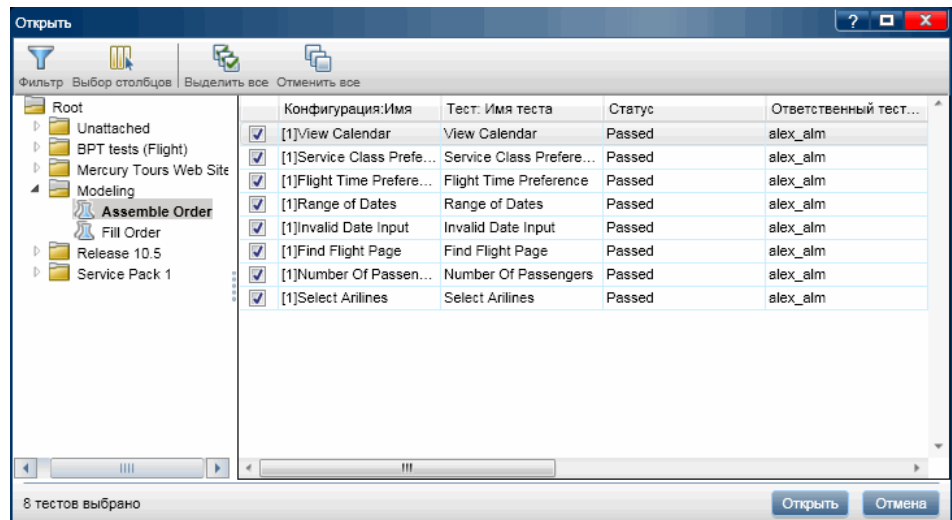 Открыть
?
X
Фильтр Выбор столбцов Выделить все Отменить все
Root
Unattached
BPT tests (Flight)
Mercury Tours Web Site
Modeling
Assemble Order
Fill Order
Release 10.5
Service Pack 1
Конфигурация:Имя Тест: Имя теста Статус Ответственный тест...
[1]View Calendar View Calendar Passed alex_alm
[1]Service Class Prefe... Service Class Prefere... Passed alex_alm
[1]Flight Time Prefere... Flight Time Preference Passed alex_alm
[1]Range of Dates Range of Dates Passed alex_alm
[1]Invalid Date Input Invalid Date Input Passed alex_alm
[1]Find Flight Page Find Flight Page Passed alex_alm
[1]Number Of Passen... Number Of Passengers Passed alex_alm
[1]Select Arilines Select Arilines Passed alex_alm
8 тестов выбрано
Открыть Отмена